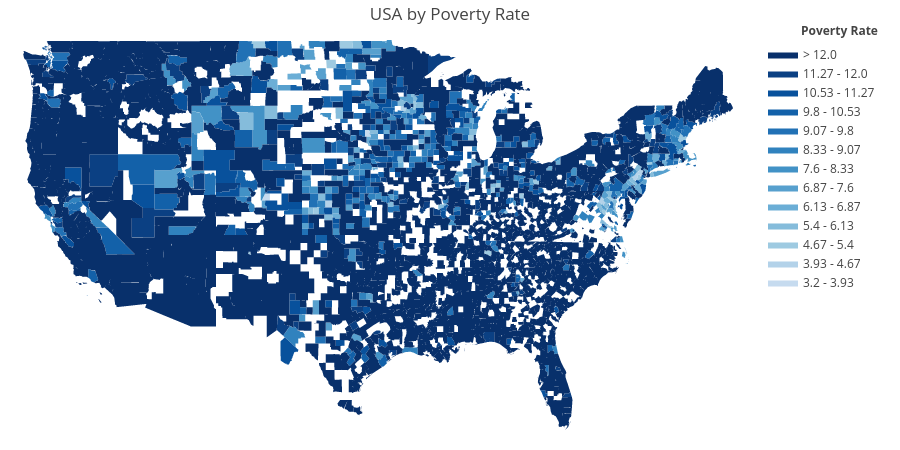 USA by Poverty Rate
Poverty Rate
> 12.0
11.27 - 12.0
10.53 - 11.27
9.8 - 10.53
9.07 - 9.8
8.33 - 9.07
7.6 - 8.33
6.87 - 7.6
6.13 - 6.87
5.4 - 6.13
4.67 - 5.4
3.93 - 4.67
3.2 - 3.93